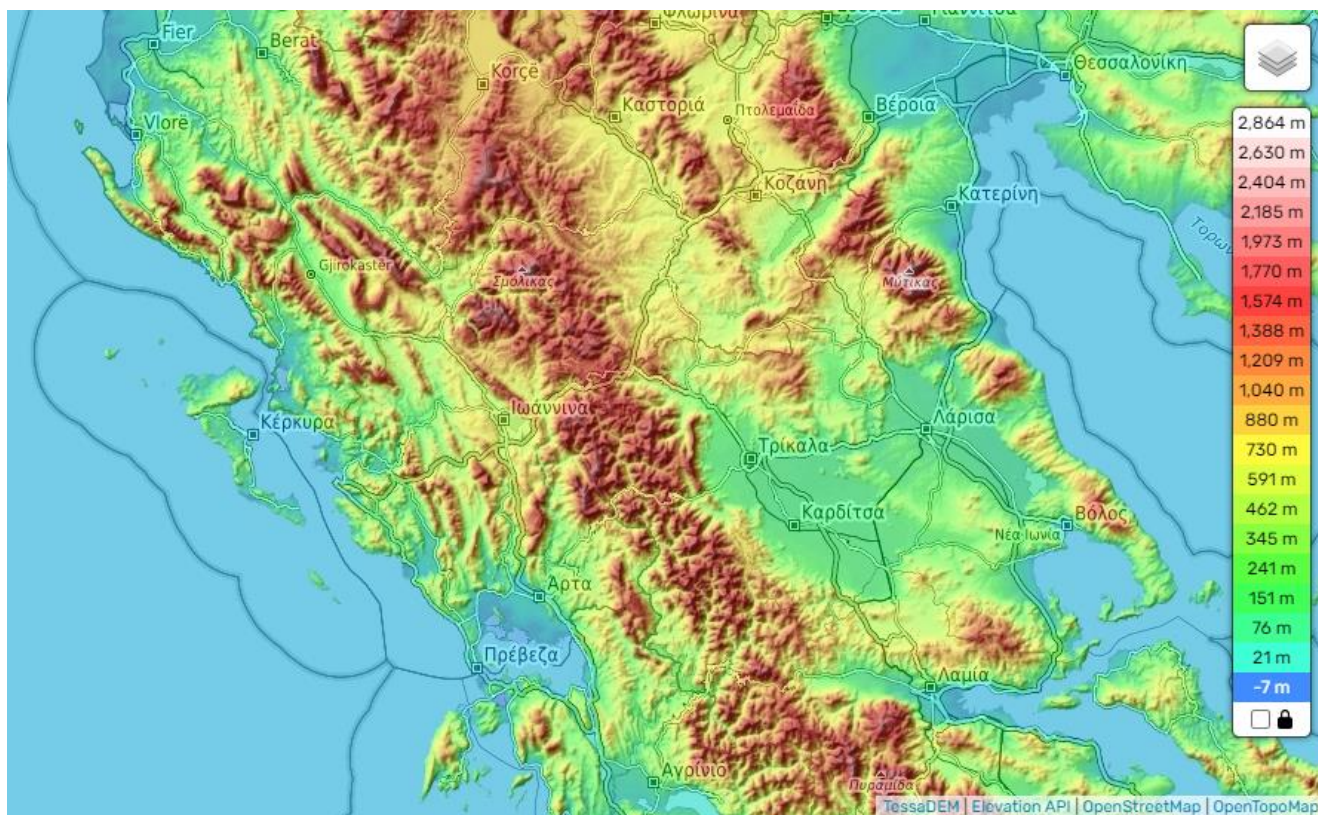 Φλώρινα
Fier
Berat
Korçë
Θεσσαλονίκη
Καστοριά
Πτολεμαΐδα
Βέροια
Vlorë
Κοζάνη
Κατερίνη
Gjirokastër
Σμόλικας
Μύτικας
Ιωάννινα
Κέρκυρα
Λάρισα
Τρίκαλα
Καρδίτσα
Βόλος
Νέα Ιωνία
Άρτα
Πρέβεζα
Λαμία
Αγρίνιο
Πυραμίδα
2,864 m
2,630 m
2,404 m
2,185 m
1,973 m
1,770 m
1,574 m
1,388 m
1,209 m
1,040 m
880 m
730 m
591 m
462 m
345 m
241 m
151 m
76 m
21 m
-7 m
TessaDEM | Elevation API | OpenStreetMap | OpenTopoMap